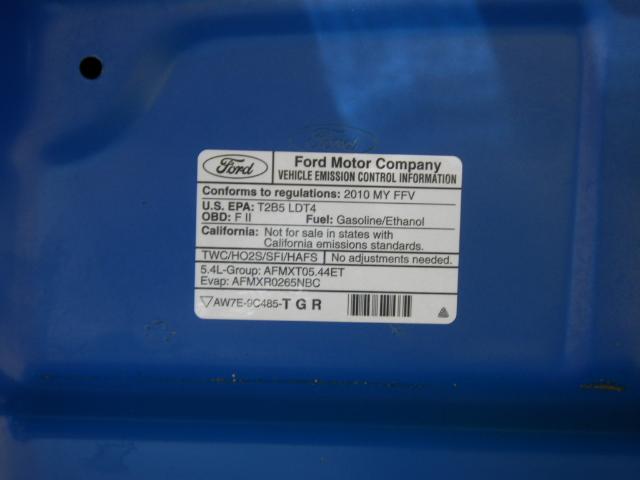 Ford
Ford
Ford Motor Company
VEHICLE EMISSION CONTROL INFORMATION
Conforms to regulations: 2010 MY FFV
U.S. EPA: T2B5 LDT4
OBD: F II Fuel: Gasoline/Ethanol
California: Not for sale in states with
California emissions standards.
TWC/HO2S/SFI/HAFS No adjustments needed.
5.4L-Group: AFMXT05.44ET
Evap: AFMXR0265NBC
AW7E-9C485-T G R